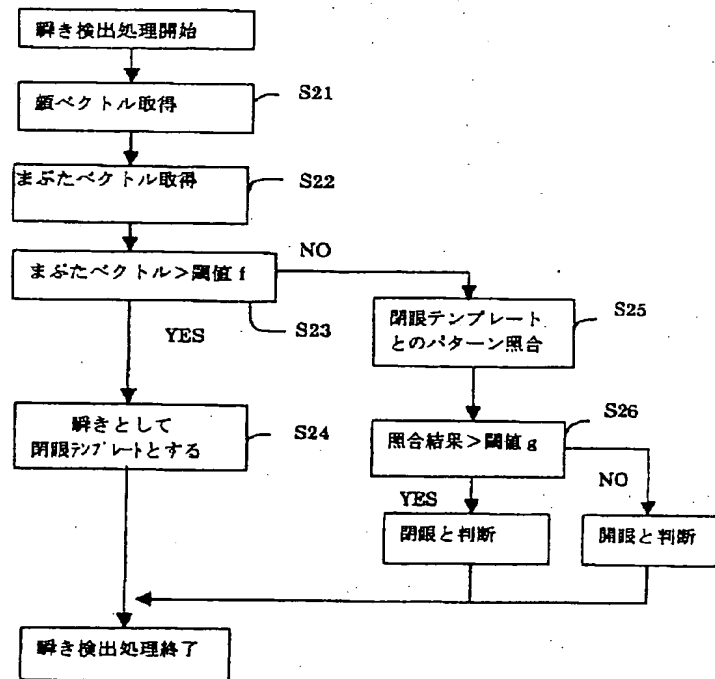 瞬き検出処理開始
顔ベクトル取得
S21
まぶたベクトル取得
S22
まぶたベクトル>閾値 f
NO
S23
YES
閉眼テンプレート
とのパターン照合
S25
瞬きとして
閉眼テンプレートとする
S24
照合結果>閾値 g
S26
YES
NO
閉眼と判断
開眼と判断
瞬き検出処理終了